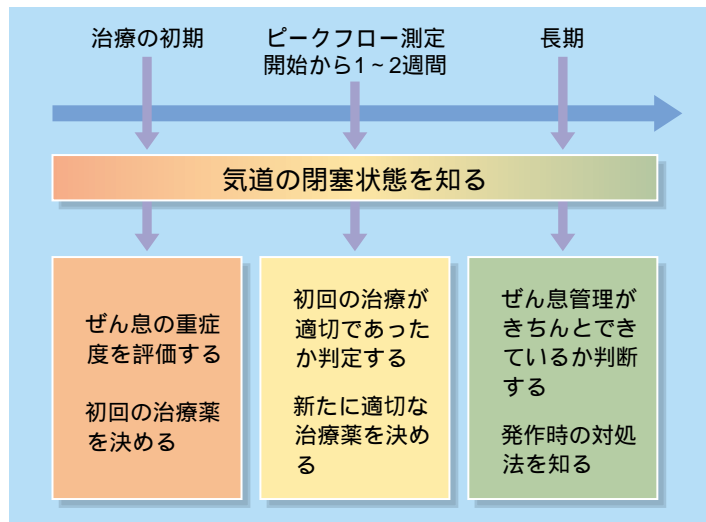 治療の初期
ピークフロー測定
開始から1～2週間
長期
気道の閉塞状態を知る
ぜん息の重症
度を評価する
初回の治療薬
を決める
初回の治療が
適切であった
か判定する
新たに適切な
治療薬を決め
る
ぜん息管理が
きちんとでき
ているか判断
する
発作時の対処
法を知る